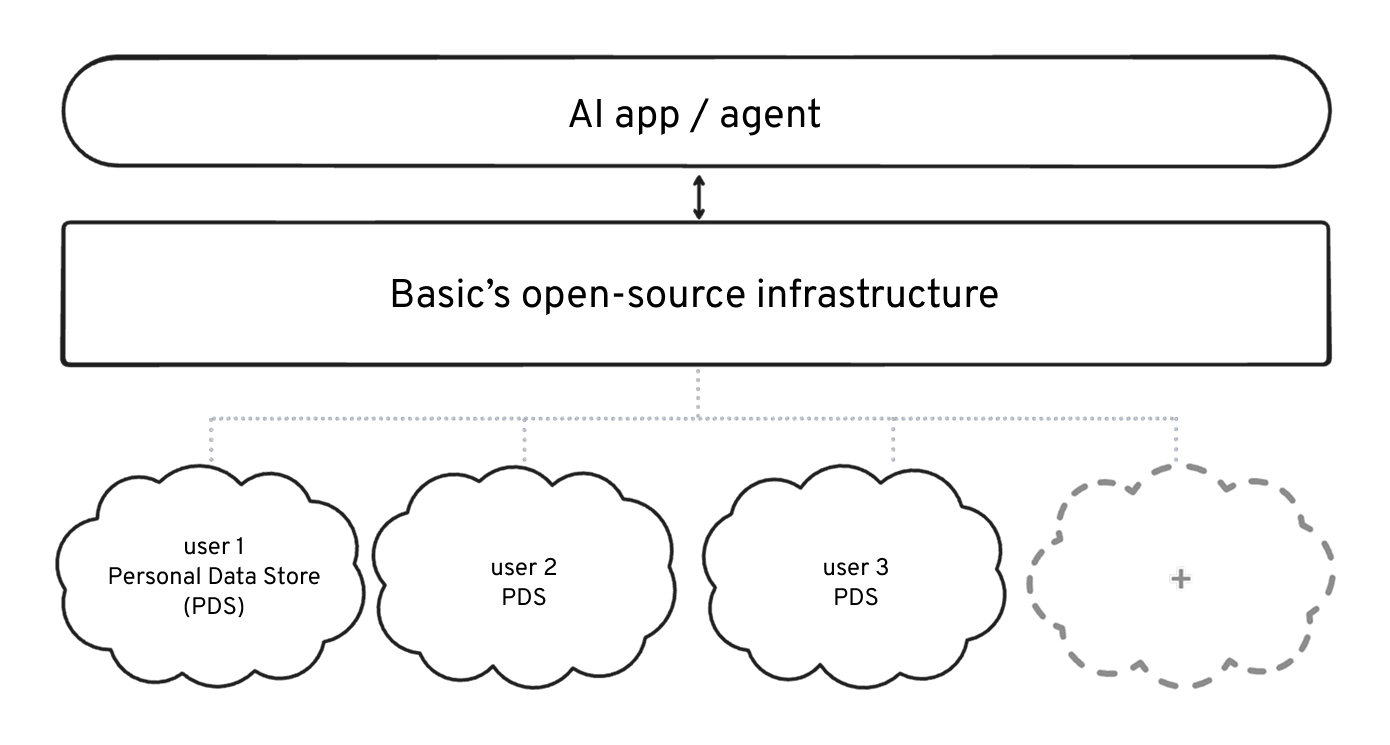 AI app / agent
Basic’s open-source infrastructure
user 1
Personal Data Store
(PDS)
user 2
PDS
user 3
PDS
+